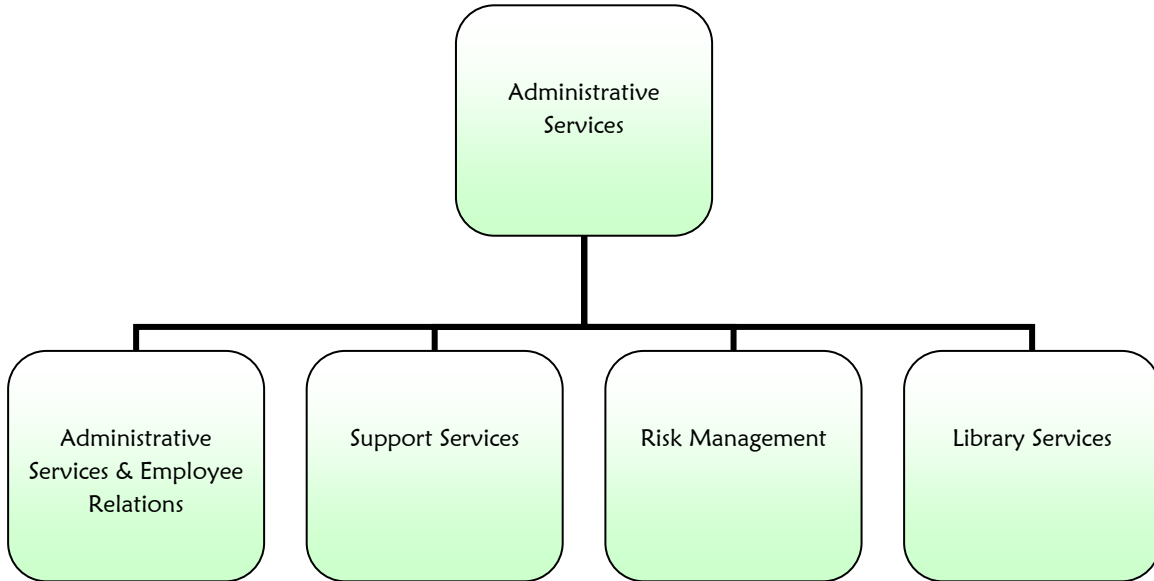 Administrative
Services
Administrative
Services & Employee
Relations
Support Services
Risk Management
Library Services